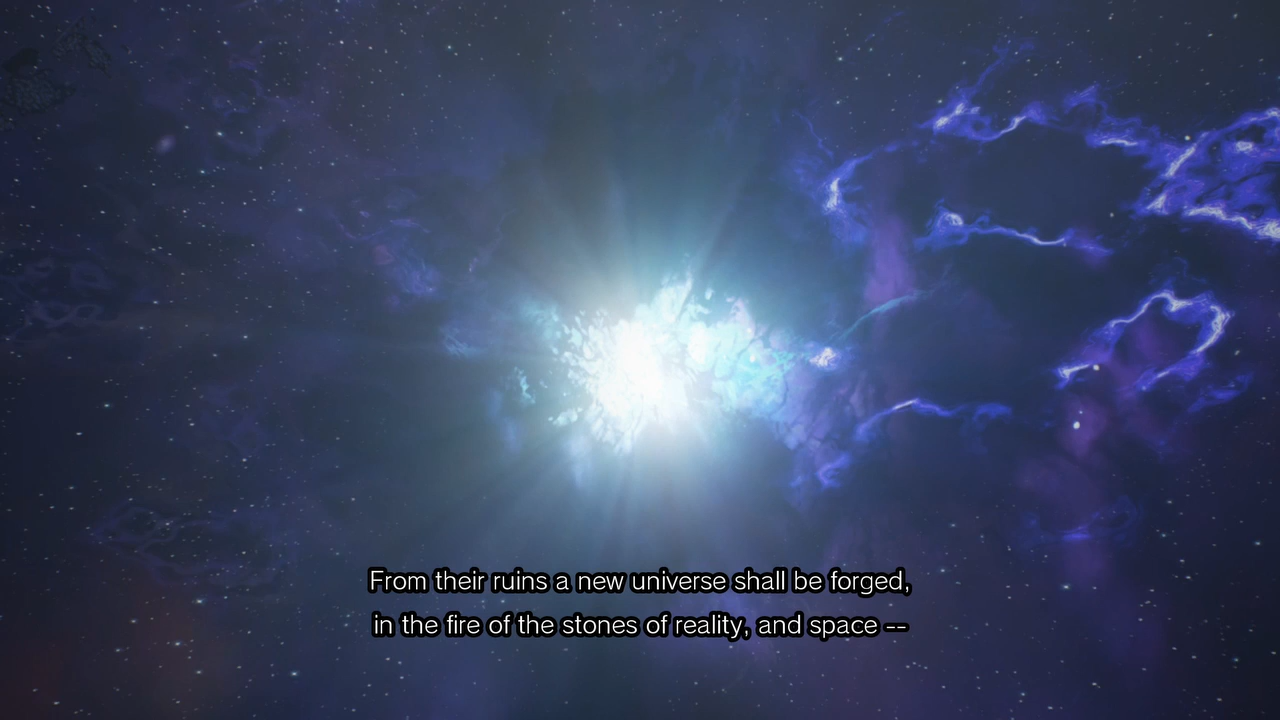 From their ruins a new universe shall be forged,
in the fire of the stones of reality, and space --